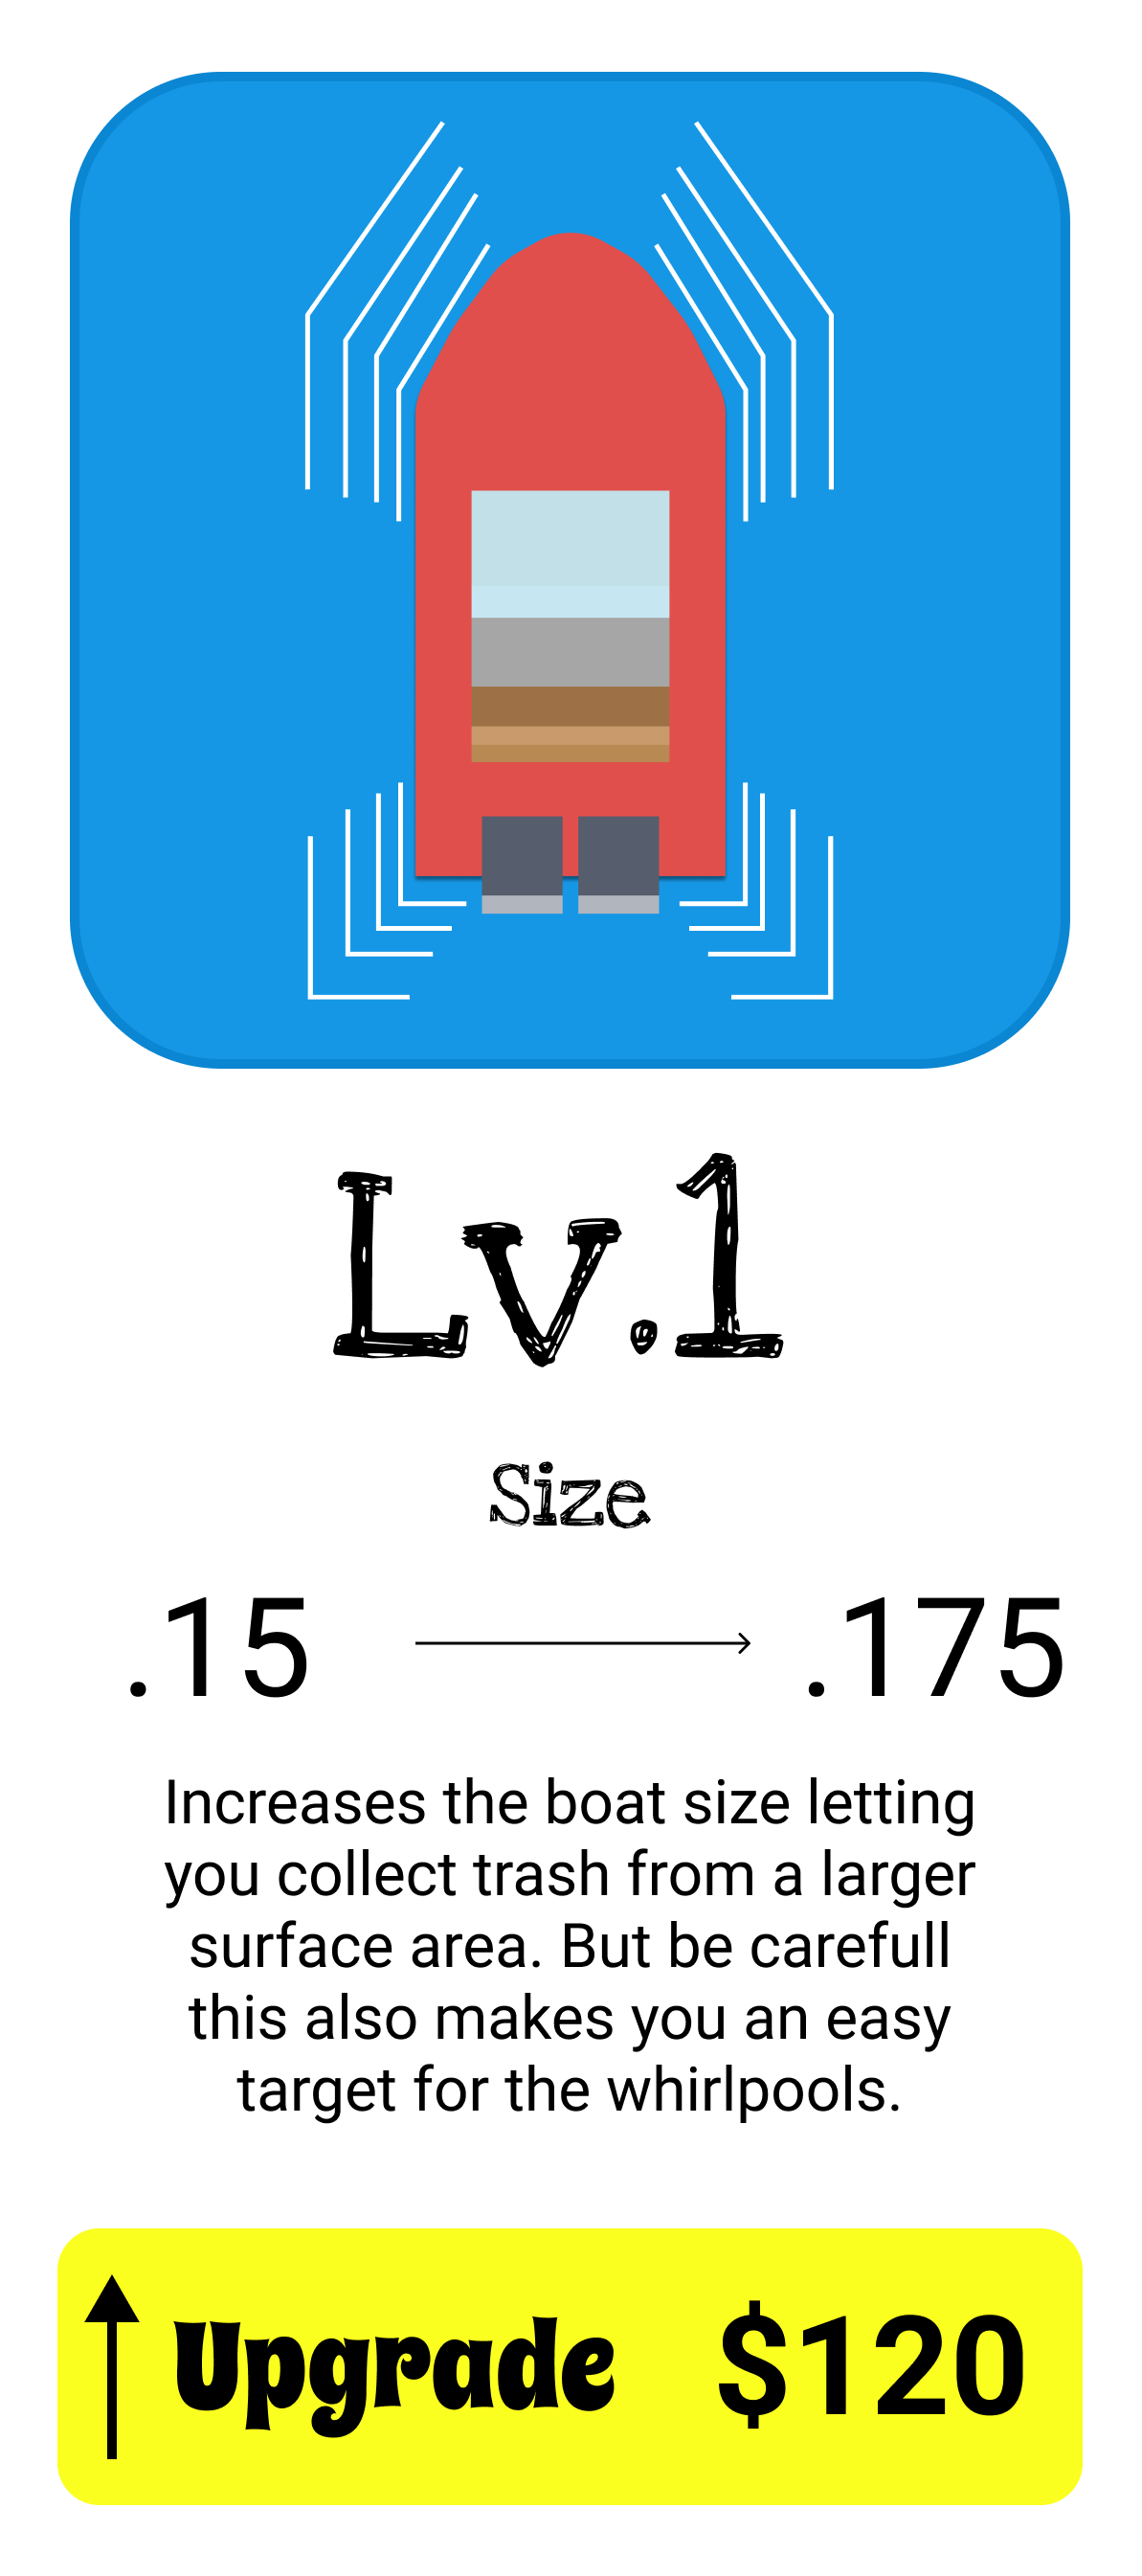 Lv.1
Size
.15 .175
Increases the boat size letting
you collect trash from a larger
surface area. But be carefull
this also makes you an easy
target for the whirlpools.
Upgrade $120